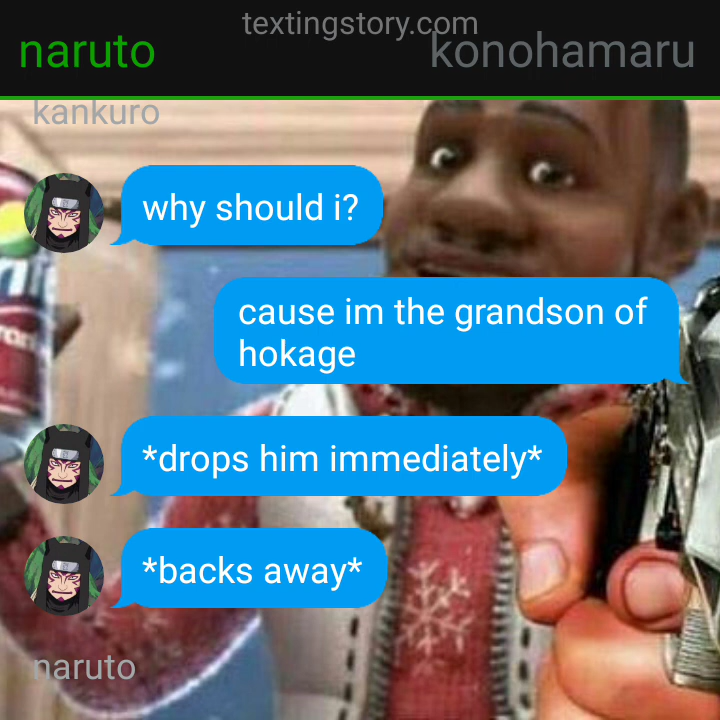 textingstory.com
naruto
konohamaru
kankuro
why should i?
cause im the grandson of
hokage
*drops him immediately*
*backs away*
naruto